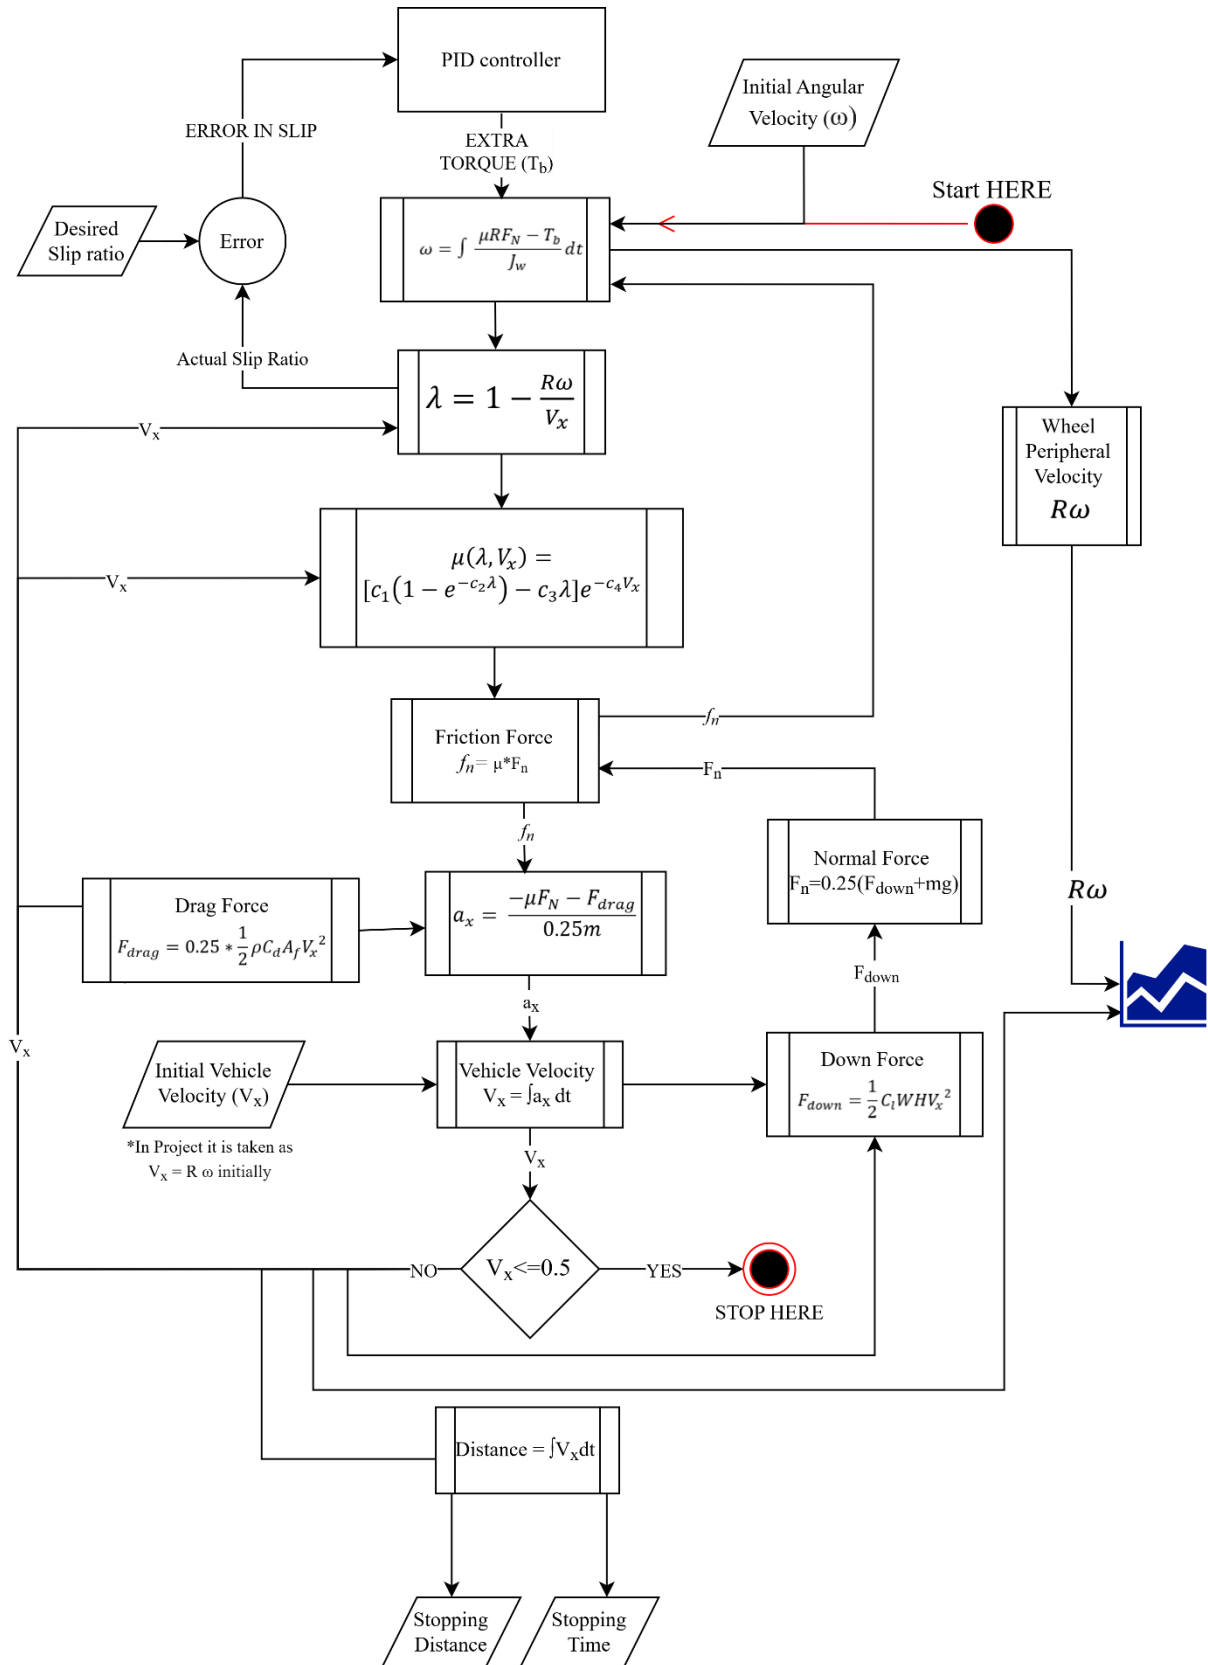 PID controller
Initial Angular
Velocity (ω)
ERROR IN SLIP
EXTRA
TORQUE (T_b)
Start HERE
Desired
Slip ratio
Error
ω = ∫ (μRF_N − T_b)/J_w dt
Actual Slip Ratio
λ = 1 − Rω/V_x
V_x
Wheel
Peripheral
Velocity
Rω
μ(λ, V_x) =
[c_1(1 − e^{−c_2λ}) − c_3λ]e^{−c_4V_x}
V_x
Friction Force
f_n= μ*F_n
f_n
F_n
f_n
Normal Force
F_n=0.25(F_down+mg)
Drag Force
F_drag = 0.25 * 1/2 ρC_dA_fV_x²
a_x = (−μF_N − F_drag)/0.25m
Rω
F_down
a_x
V_x
Initial Vehicle
Velocity (V_x)
Vehicle Velocity
V_x = ∫a_x dt
Down Force
F_down = 1/2 C_lWHV_x²
*In Project it is taken as
V_x = R ω initially
V_x
NO
V_x<=0.5
YES
STOP HERE
Distance = ∫V_xdt
Stopping
Distance
Stopping
Time